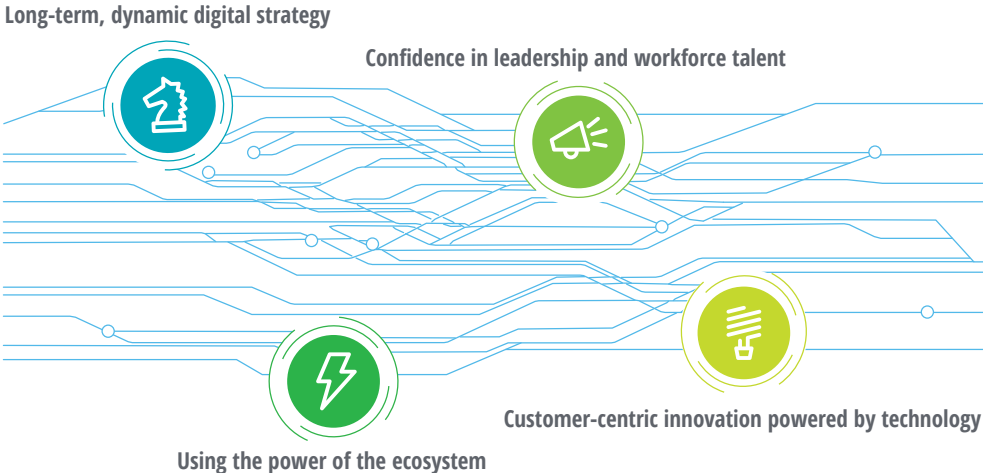 Long-term, dynamic digital strategy
Confidence in leadership and workforce talent
Customer-centric innovation powered by technology
Using the power of the ecosystem